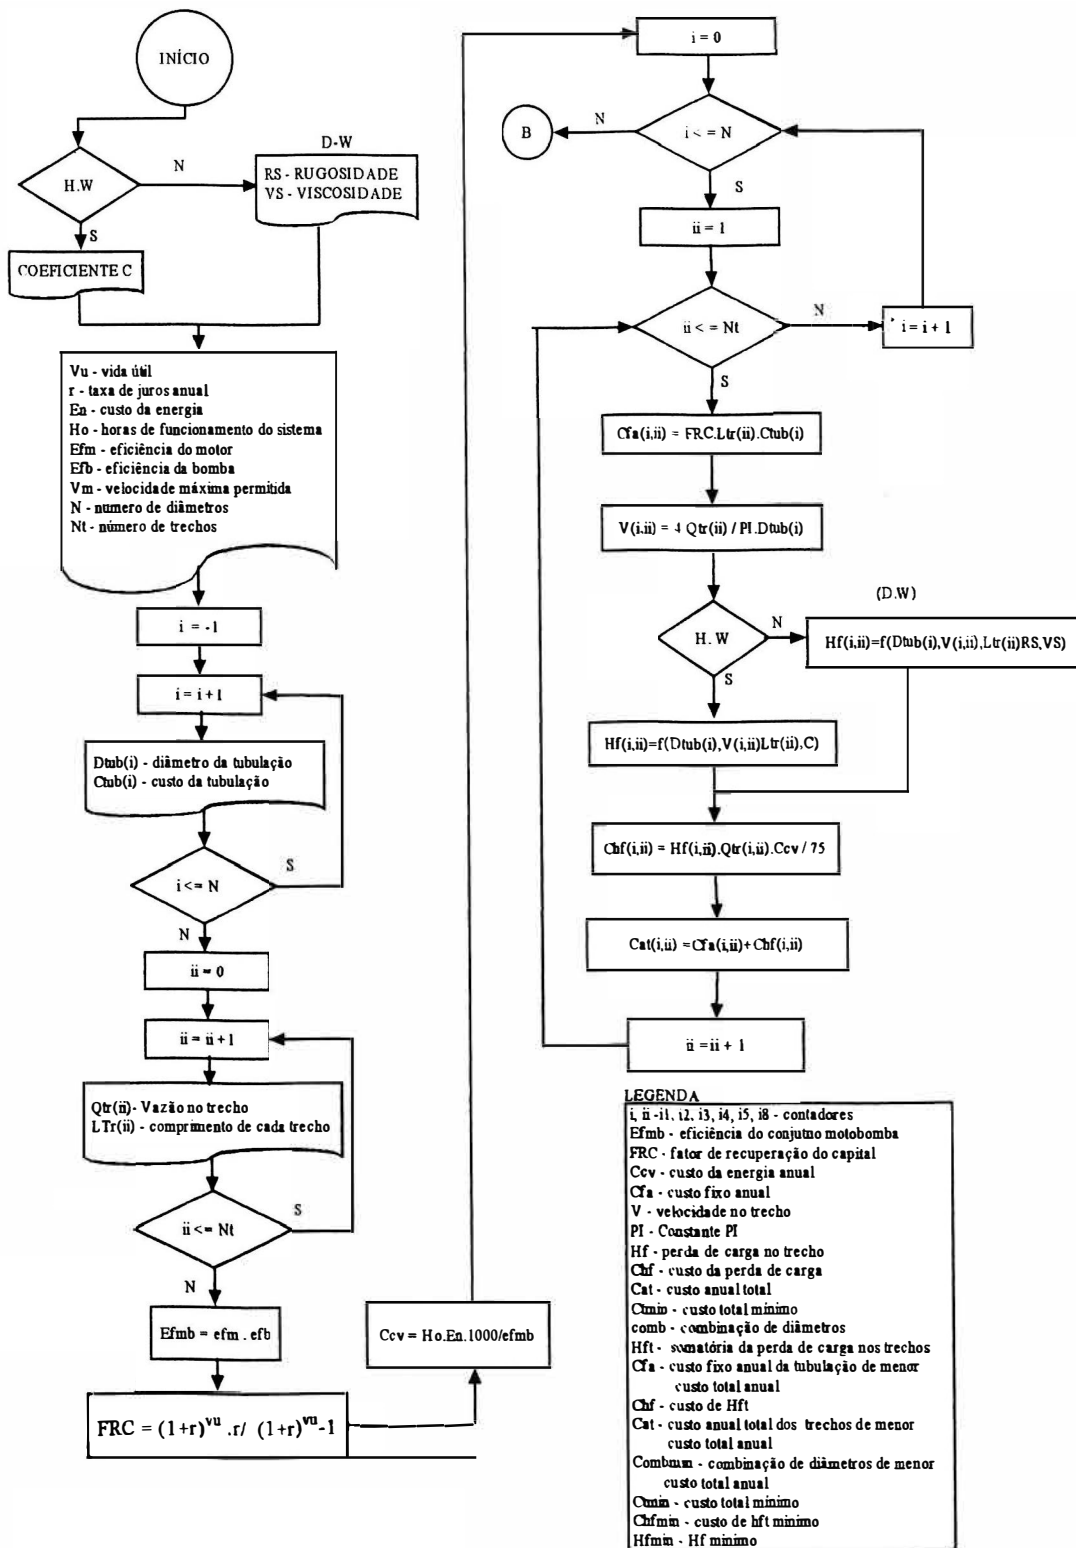 INÍCIO
H.W
N
D-W
RS - RUGOSIDADE
VS - VISCOSIDADE
S
COEFICIENTE C
Vu - vida útil
r - taxa de juros anual
En - custo da energia
Ho - horas de funcionamento do sistema
Efm - eficiência do motor
Efb - eficiência da bomba
Vm - velocidade máxima permitida
N - numero de diâmetros
Nt - número de trechos
i = -1
i = i + 1
Dtub(i) - diâmetro da tubulação
Ctub(i) - custo da tubulação
i <= N
S
N
ii = 0
ii = ii + 1
Qtr(ii)- Vazão no trecho
LTr(ii) - comprimento de cada trecho
ii <= Nt
S
N
Efmb = efm . efb
FRC = (1+r)^vu .r/ (1+r)^vu-1
Ccv = Ho.En.1000/efmb
i = 0
i < = N
N
B
S
ii = 1
ii < = Nt
N
i = i + 1
S
Cfa(i,ii) = FRC.Ltr(ii).Ctub(i)
V(i,ii) = 4 Qtr(ii) / PI.Dtub(i)
H. W
N
(D.W)
Hf(i,ii)=f(Dtub(i),V(i,ii),Ltr(ii)RS,VS)
S
Hf(i,ii)=f(Dtub(i),V(i,ii)Ltr(ii),C)
Chf(i,ii) = Hf(i,ii).Qtr(i,ii).Ccv / 75
Cat(i,ii) = Cfa(i,ii)+Chf(i,ii)
ii = ii + 1
LEGENDA
i, ii -i1, i2, i3, i4, i5, i8 - contadores
Efmb - eficiência do conjutno motobomba
FRC - fator de recuperação do capital
Ccv - custo da energia anual
Cfa - custo fixo anual
V - velocidade no trecho
PI - Constante PI
Hf - perda de carga no trecho
Chf - custo da perda de carga
Cat - custo anual total
Ctmin - custo total mínimo
comb - combinação de diâmetros
Hft - somatória da perda de carga nos trechos
Cfa - custo fixo anual da tubulação de menor
custo total anual
Chf - custo de Hft
Cat - custo anual total dos trechos de menor
custo total anual
Combmin - combinação de diâmetros de menor
custo total anual
Ctmin - custo total mínimo
Chfmin - custo de hft mínimo
Hfmin - Hf mínimo